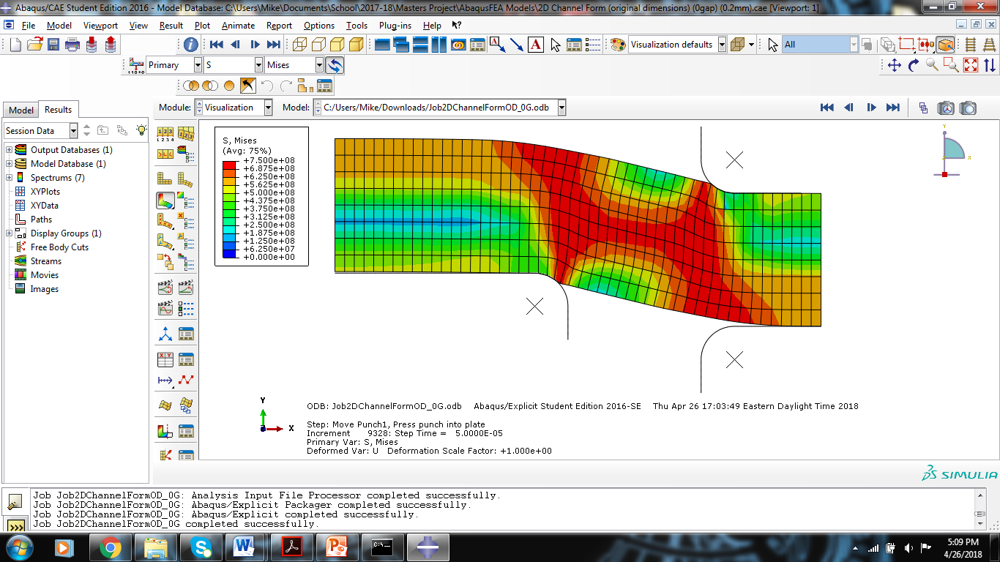 Abaqus/CAE Student Edition 2016 - Model Database: C:\Users\Mike\Documents\School\2017-18\Masters Project\AbaqusFEA Models\2D Channel Form (original dimensions) (0gap) (0.2mm).cae [Viewport: 1]
File Model Viewport View Result Plot Animate Report Options Tools Plug-ins Help
Visualization defaults All
Primary S Mises
Model Results Module: Visualization Model: C:/Users/Mike/Downloads/Job2DChannelFormOD_0G.odb
Session Data
Output Databases (1)
Model Database (1)
Spectrums (7)
XYPlots
XYData
Paths
Display Groups (1)
Free Body Cuts
Streams
Movies
Images
S, Mises
(Avg: 75%)
+7.500e+08
+6.875e+08
+6.250e+08
+5.625e+08
+5.000e+08
+4.375e+08
+3.750e+08
+3.125e+08
+2.500e+08
+1.875e+08
+1.250e+08
+6.250e+07
+0.000e+00
Y
X
Y
X
ODB: Job2DChannelFormOD_0G.odb Abaqus/Explicit Student Edition 2016-SE Thu Apr 26 17:03:49 Eastern Daylight Time 2018
Step: Move Punch1, Press punch into plate
Increment 9328: Step Time = 5.0000E-05
Primary Var: S, Mises
Deformed Var: U Deformation Scale Factor: +1.000e+00
SIMULIA
Job Job2DChannelFormOD_0G: Analysis Input File Processor completed successfully.
Job Job2DChannelFormOD_0G: Abaqus/Explicit Packager completed successfully.
Job Job2DChannelFormOD_0G: Abaqus/Explicit completed successfully.
Job Job2DChannelFormOD_0G completed successfully.
5:09 PM
4/26/2018